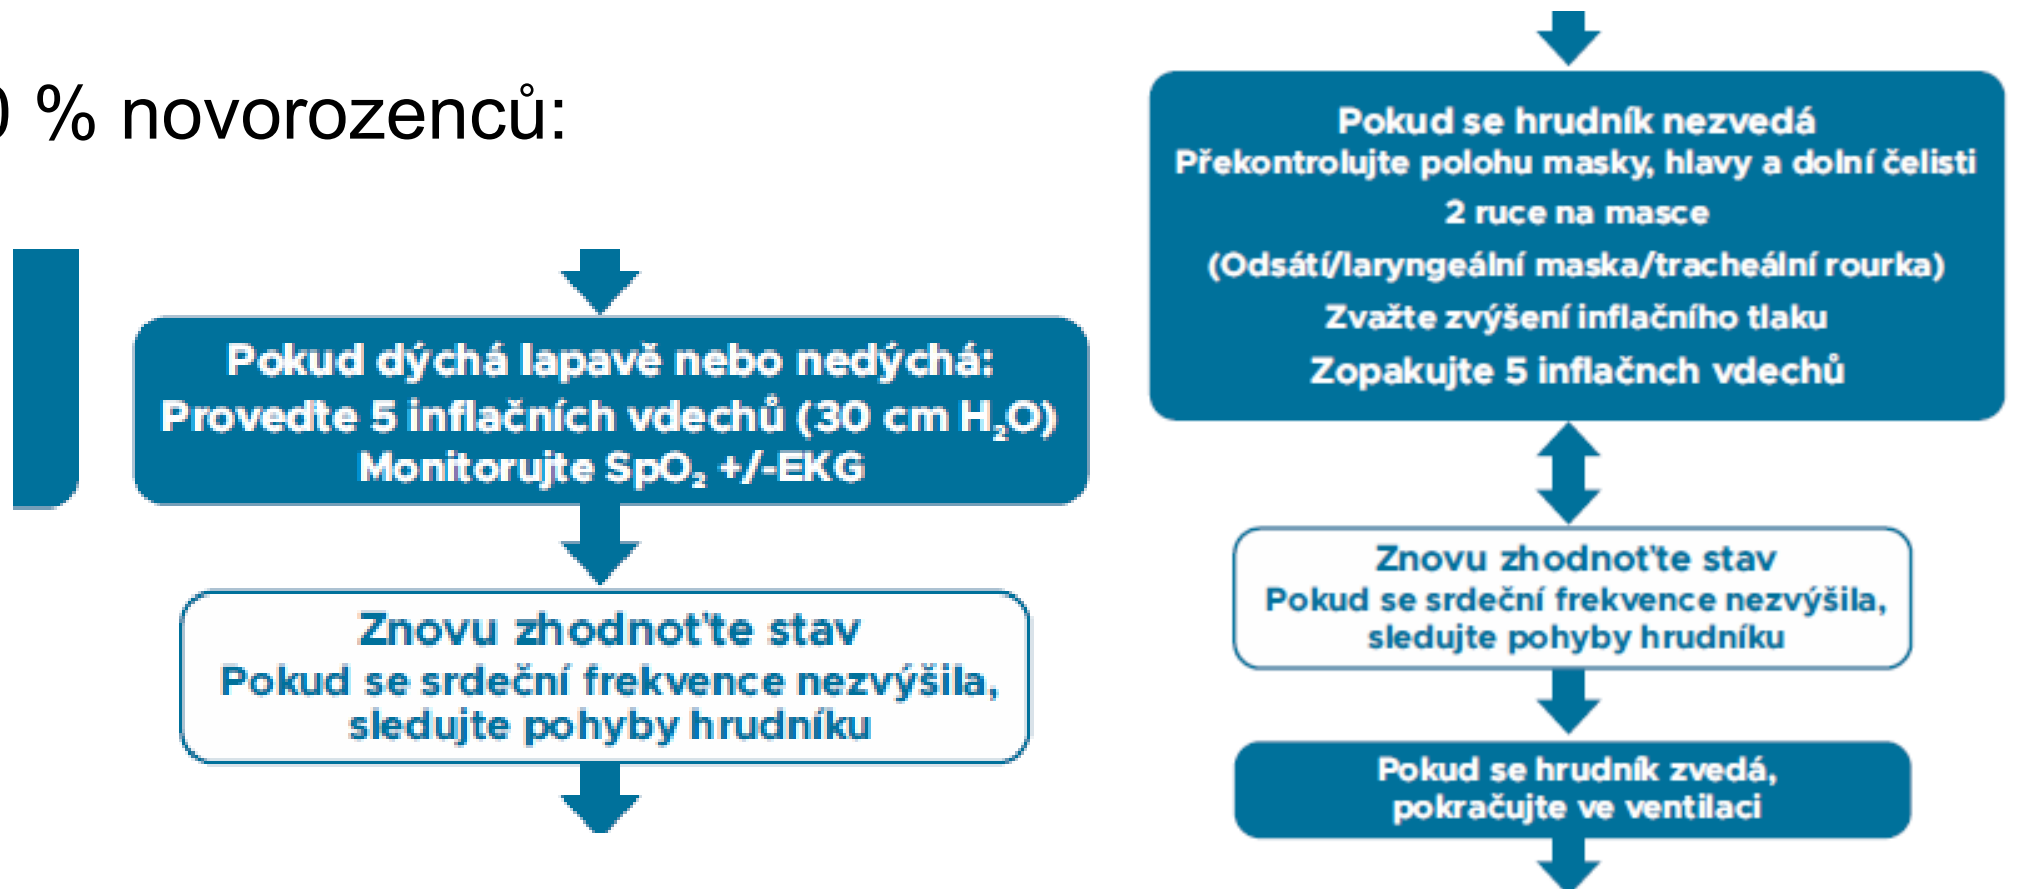 0 % novorozenců:
Pokud dýchá lapavě nebo nedýchá:
Proveďte 5 inflačních vdechů (30 cm H₂O)
Monitorujte SpO₂ +/-EKG
Znovu zhodnoťte stav
Pokud se srdeční frekvence nezvýšila,
sledujte pohyby hrudníku
Pokud se hrudník nezvedá
Překontrolujte polohu masky, hlavy a dolní čelisti
2 ruce na masce
(Odsátí/laryngeální maska/tracheální rourka)
Zvažte zvýšení inflačního tlaku
Zopakujte 5 inflačnch vdechů
Znovu zhodnoťte stav
Pokud se srdeční frekvence nezvýšila,
sledujte pohyby hrudníku
Pokud se hrudník zvedá,
pokračujte ve ventilaci